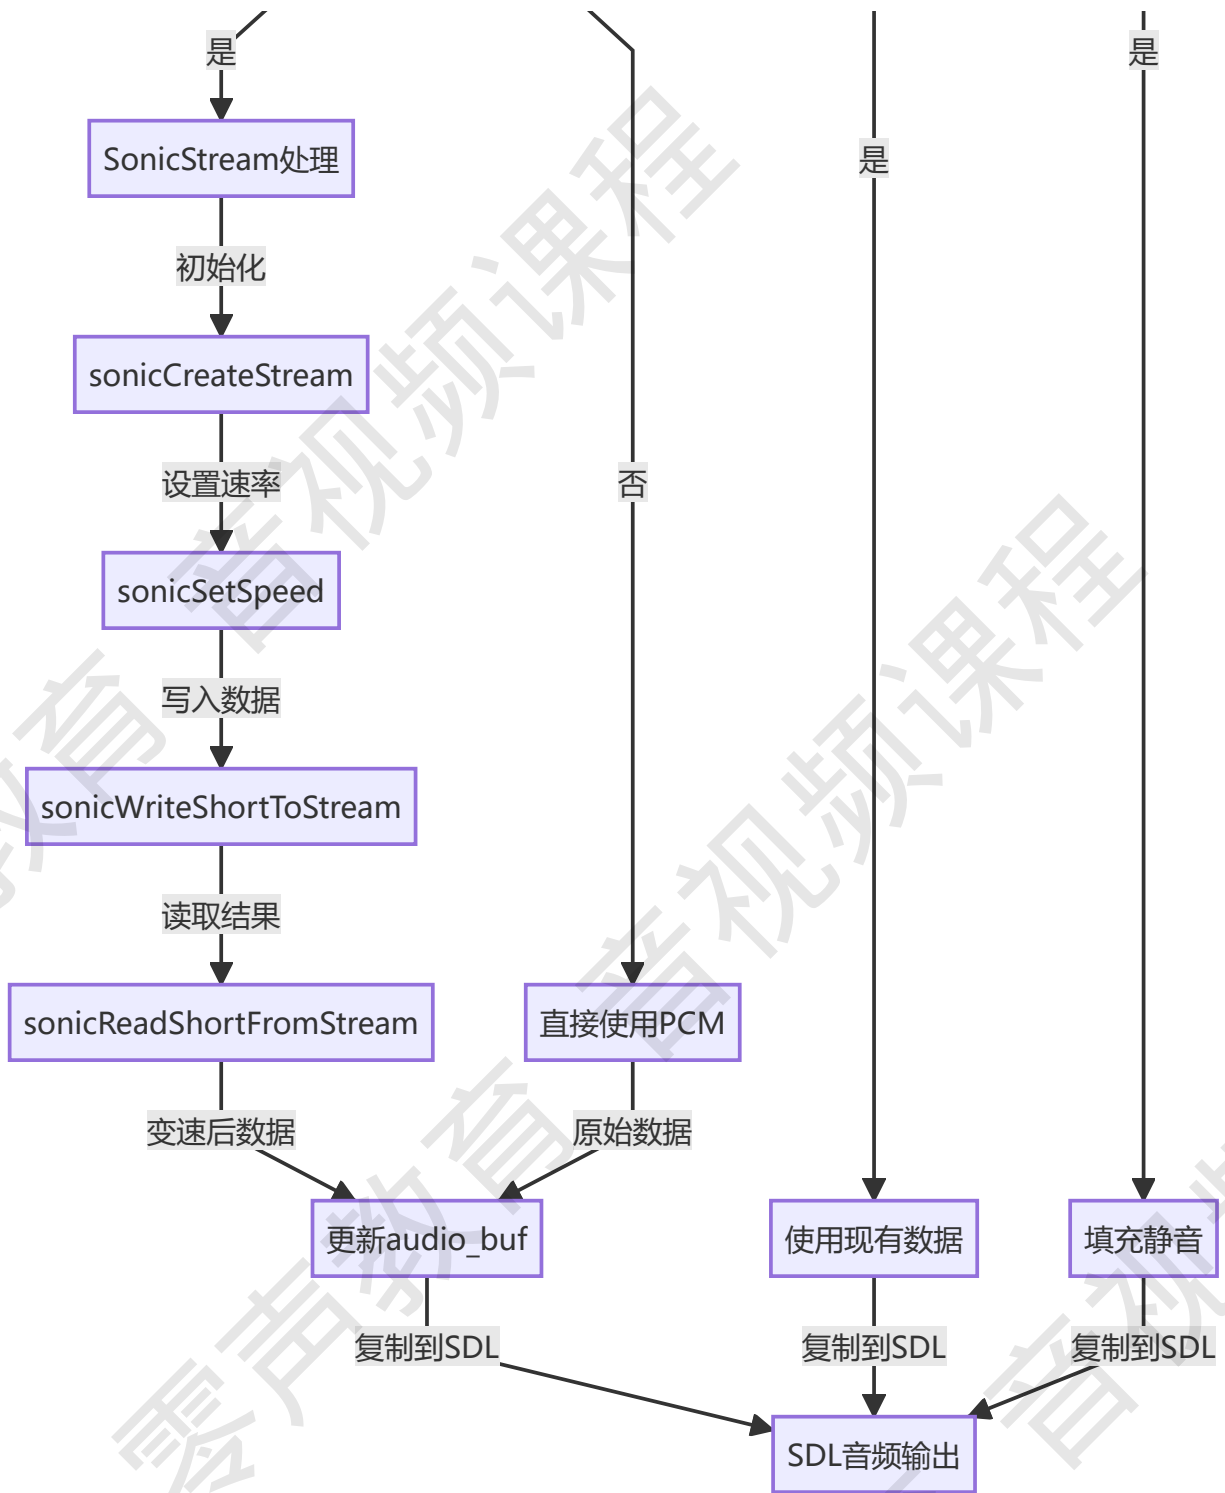 是
是
是
SonicStream处理
初始化
sonicCreateStream
设置速率
否
sonicSetSpeed
写入数据
sonicWriteShortToStream
读取结果
sonicReadShortFromStream
直接使用PCM
变速后数据
原始数据
更新audio_buf
使用现有数据
填充静音
复制到SDL
复制到SDL
复制到SDL
SDL音频输出
教育 音视频课程
零声教育 音视频课程
音视频